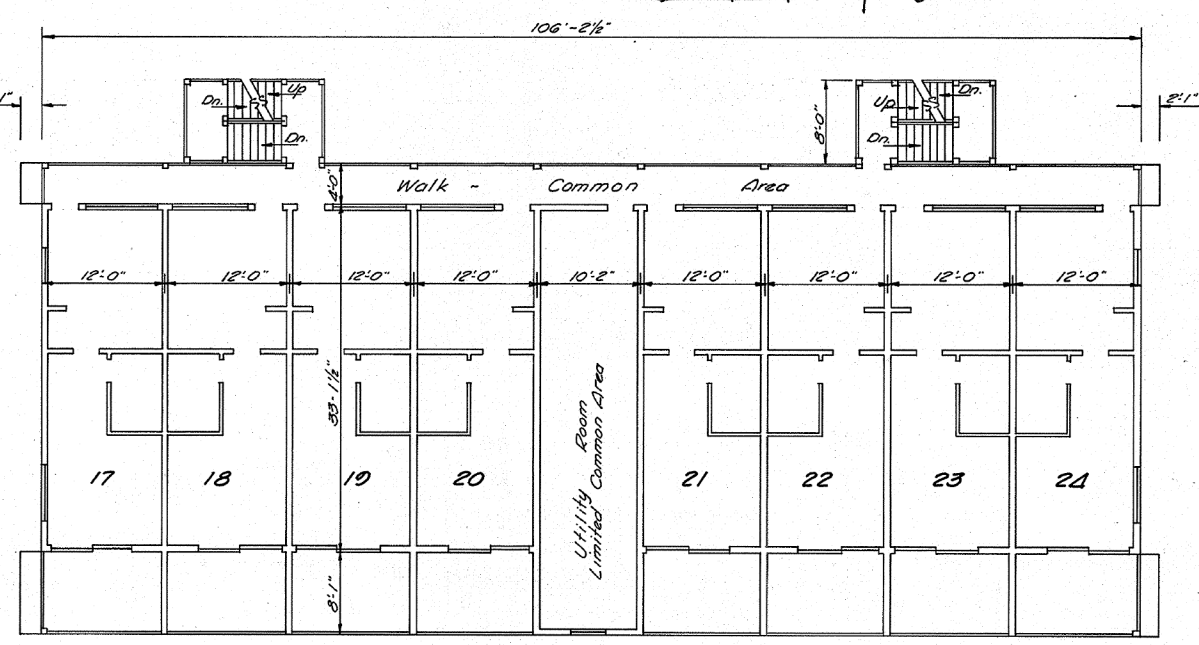 106'-2½"
1"
2'-1"
Dn.
Up
Dn.
8'-0"
Up
Dn.
Dn.
4'-0"
Walk ~ Common Area
12'-0" 12'-0" 12'-0" 12'-0" 10'-2" 12'-0" 12'-0" 12'-0" 12'-0"
33'-1½"
Utility Room
Limited Common Area
17 18 19 20 21 22 23 24
8'-1"